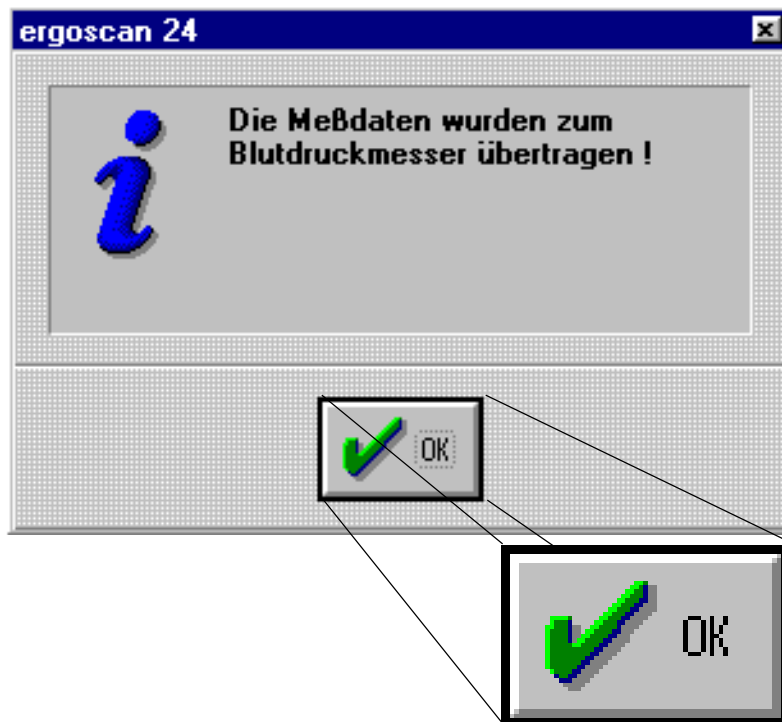 ergoscan 24
Die Meßdaten wurden zum
Blutdruckmesser übertragen !
OK
OK